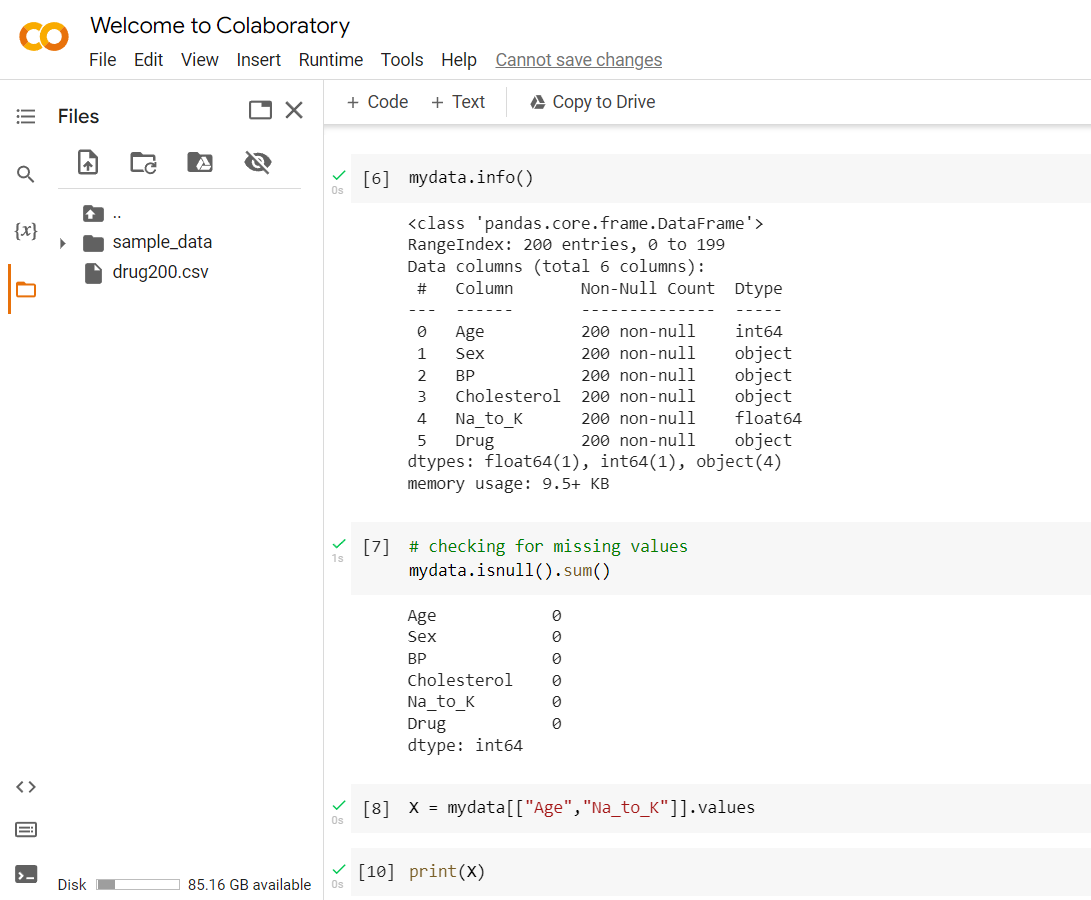 Welcome to Colaboratory
File Edit View Insert Runtime Tools Help Cannot save changes
Files
+ Code + Text Copy to Drive
{x}
..
sample_data
drug200.csv
Disk 85.16 GB available
0s
[6] mydata.info()
<class 'pandas.core.frame.DataFrame'>
RangeIndex: 200 entries, 0 to 199
Data columns (total 6 columns):
 #   Column       Non-Null Count  Dtype
---  ------       --------------  -----
 0   Age          200 non-null    int64
 1   Sex          200 non-null    object
 2   BP           200 non-null    object
 3   Cholesterol  200 non-null    object
 4   Na_to_K      200 non-null    float64
 5   Drug         200 non-null    object
dtypes: float64(1), int64(1), object(4)
memory usage: 9.5+ KB
1s
[7] # checking for missing values
mydata.isnull().sum()
Age            0
Sex            0
BP             0
Cholesterol    0
Na_to_K        0
Drug           0
dtype: int64
0s
[8] X = mydata[["Age","Na_to_K"]].values
0s
[10] print(X)